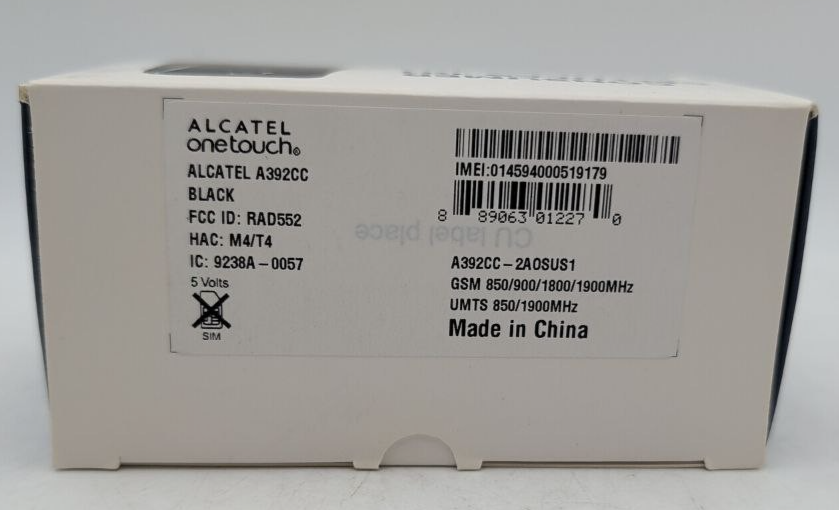 ALCATEL
onetouch®
ALCATEL A392CC
BLACK
FCC ID: RAD552
HAC: M4/T4
IC: 9238A-0057
5 Volts
SIM
IMEI:014594000519179
8 89063 01227 0
CU label place
A392CC-2AOSUS1
GSM 850/900/1800/1900MHz
UMTS 850/1900MHz
Made in China